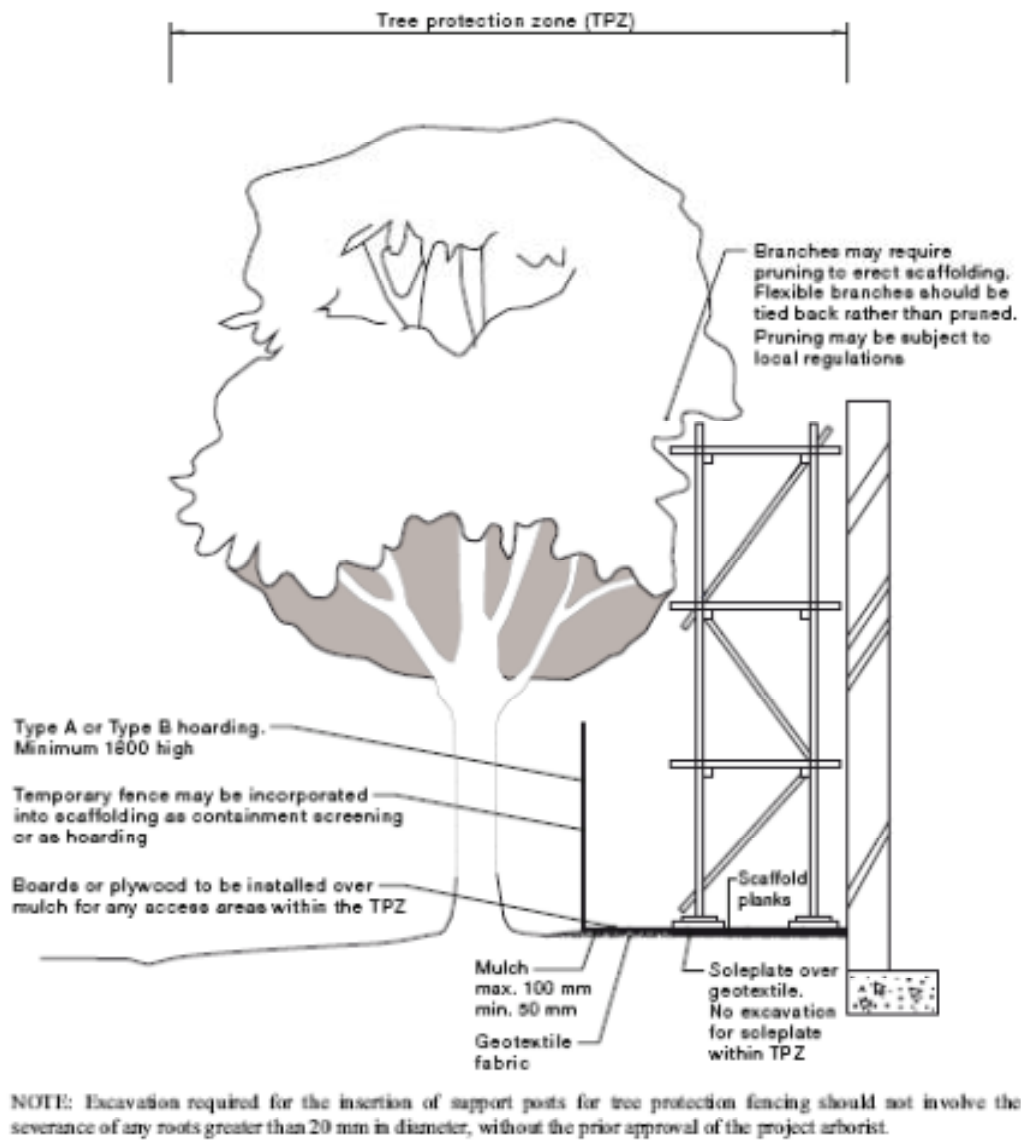 Tree protection zone (TPZ)
Branches may require
pruning to erect scaffolding.
Flexible branches should be
tied back rather than pruned.
Pruning may be subject to
local regulations
Type A or Type B hoarding.
Minimum 1800 high
Temporary fence may be incorporated
into scaffolding as containment screening
or as hoarding
Boards or plywood to be installed over
mulch for any access areas within the TPZ
Scaffold
planks
Mulch
max. 100 mm
min. 50 mm
Geotextile
fabric
Soleplate over
geotextile.
No excavation
for soleplate
within TPZ
NOTE: Excavation required for the insertion of support posts for tree protection fencing should not involve the
severance of any roots greater than 20 mm in diameter, without the prior approval of the project arborist.